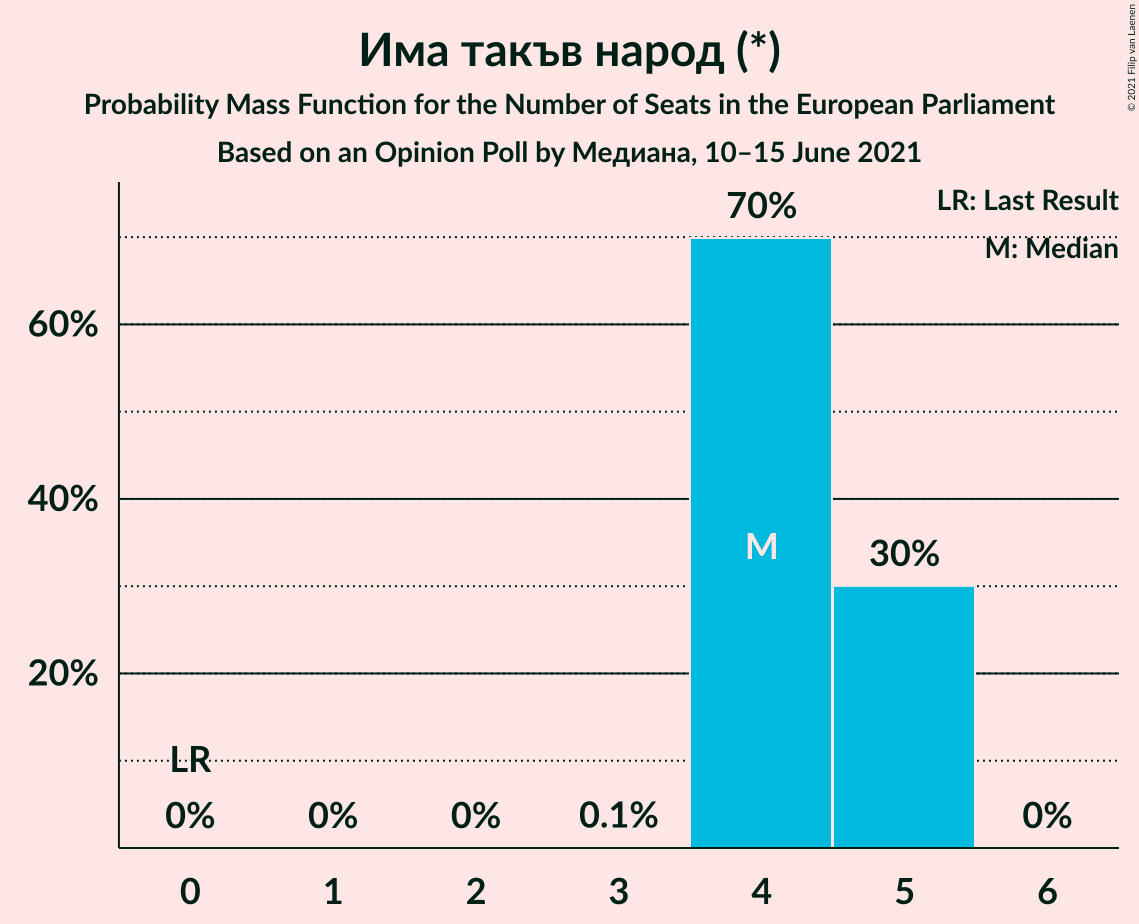 © 2021 Filip van Laenen
Има такъв народ (*)
Probability Mass Function for the Number of Seats in the European Parliament
Based on an Opinion Poll by Медиана, 10–15 June 2021
LR: Last Result
M: Median
70%
60%
40%
M
30%
20%
LR
0%
0%
0%
0.1%
0%
0
1
2
3
4
5
6